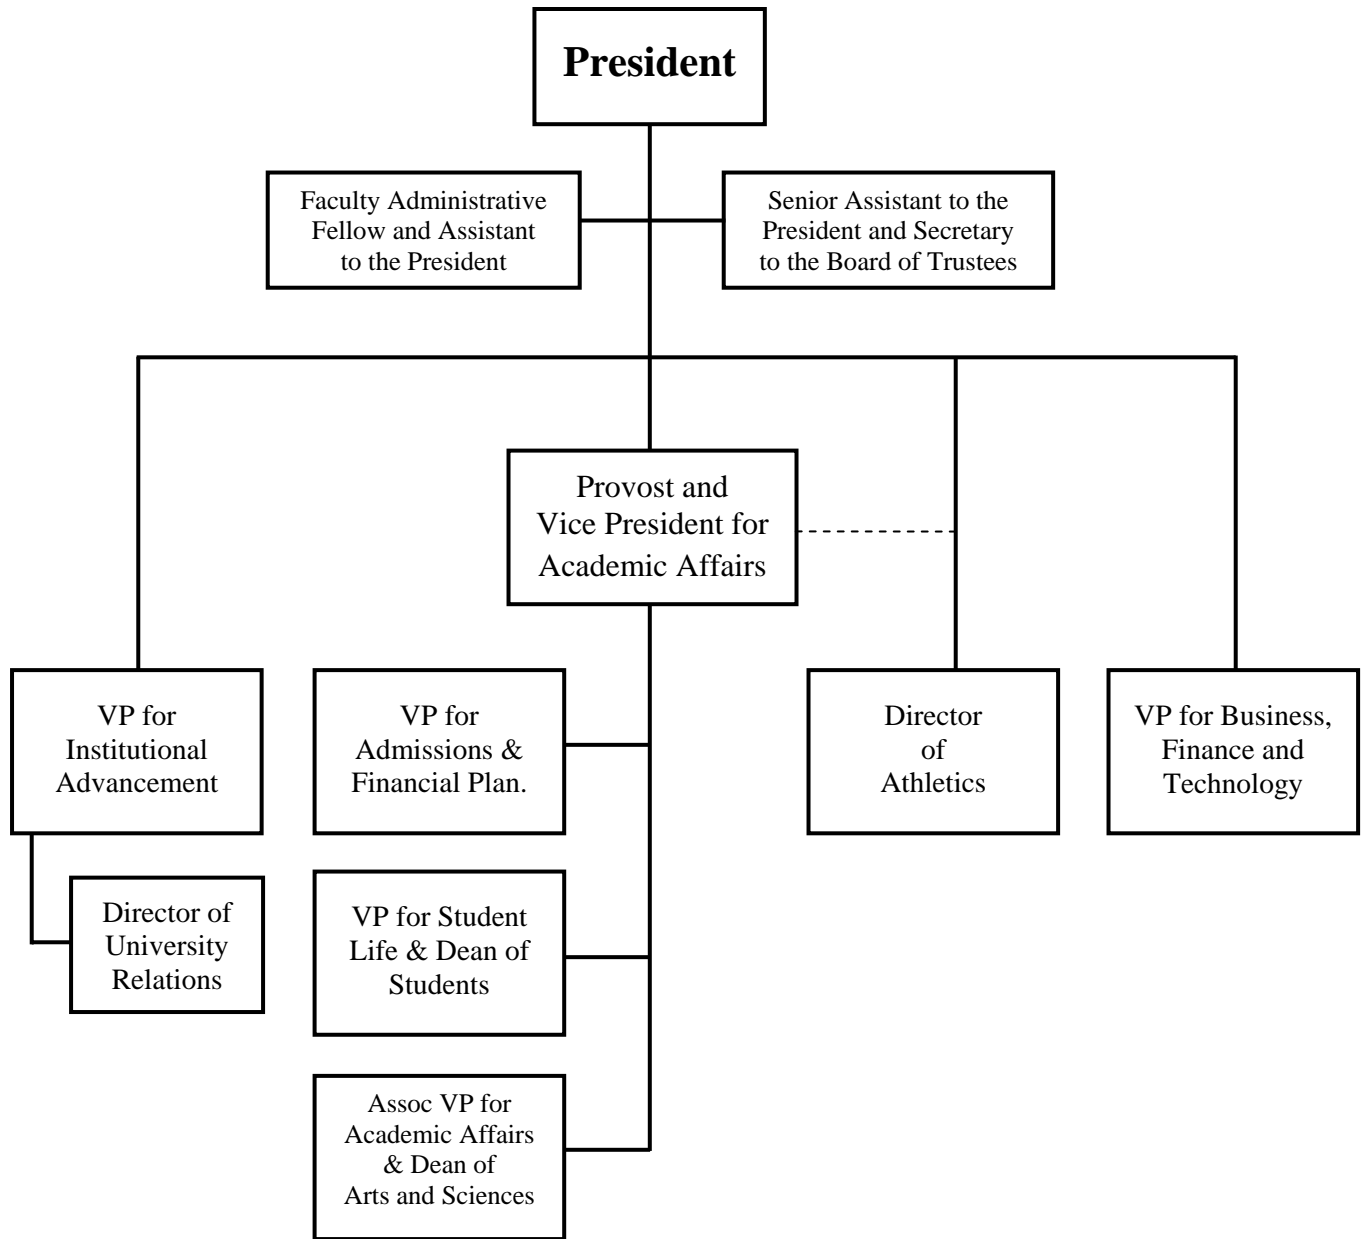 President
Faculty Administrative
Fellow and Assistant
to the President
Senior Assistant to the
President and Secretary
to the Board of Trustees
Provost and
Vice President for
Academic Affairs
VP for
Institutional
Advancement
VP for
Admissions &
Financial Plan.
Director
of
Athletics
VP for Business,
Finance and
Technology
Director of
University
Relations
VP for Student
Life & Dean of
Students
Assoc VP for
Academic Affairs
& Dean of
Arts and Sciences